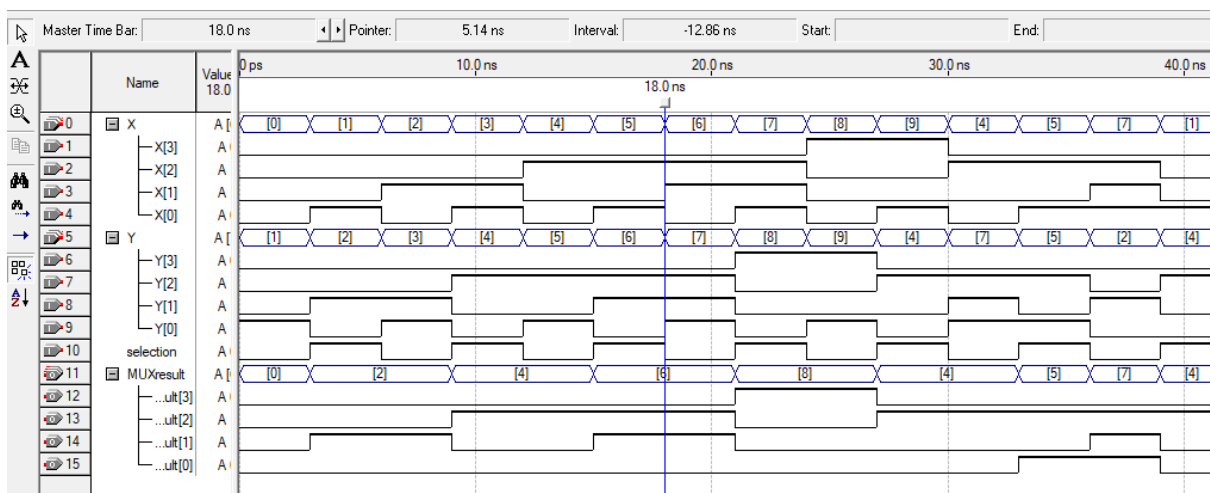 Master Time Bar: 18.0 ns Pointer: 5.14 ns Interval: -12.86 ns Start: End:
Name Value 18.0
0 ps 10.0 ns 20.0 ns 30.0 ns 40.0 ns
18.0 ns
0 X A [ [0] [1] [2] [3] [4] [5] [6] [7] [8] [9] [4] [5] [7] [1]
1 X[3] A
2 X[2] A
3 X[1] A
4 X[0] A
5 Y A [ [1] [2] [3] [4] [5] [6] [7] [8] [9] [4] [7] [5] [2] [4]
6 Y[3] A
7 Y[2] A
8 Y[1] A
9 Y[0] A
10 selection A
11 MUXresult A [ [0] [2] [4] [6] [8] [4] [5] [7] [4]
12 ...ult[3] A
13 ...ult[2] A
14 ...ult[1] A
15 ...ult[0] A